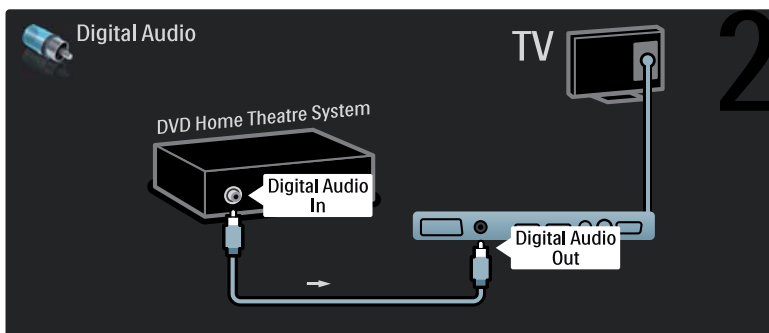 Digital Audio
TV
2
DVD Home Theatre System
Digital Audio
In
Digital Audio
Out